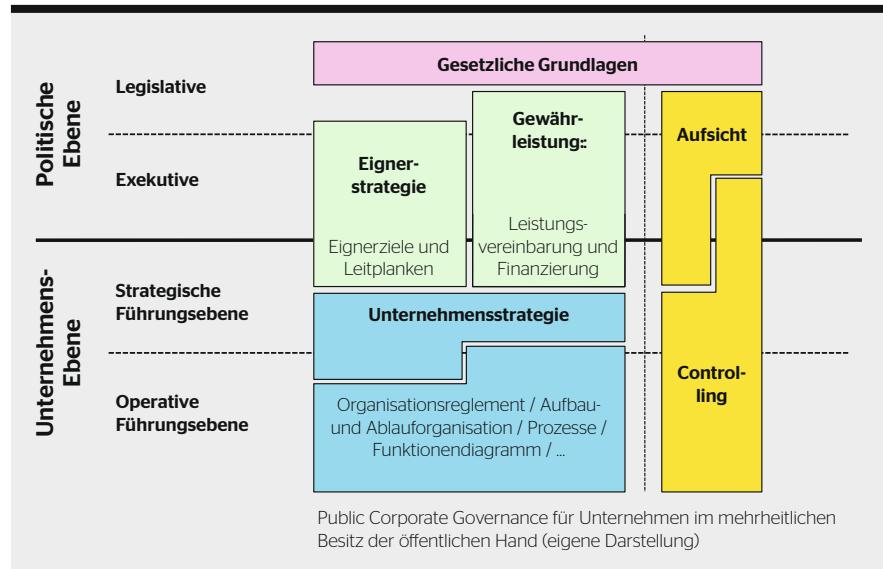 Gesetzliche Grundlagen
Politische
Ebene
Legislative
Exekutive
Eigner-
strategie
Eignerziele und
Leitplanken
Gewähr-
leistung::
Leistungs-
vereinbarung und
Finanzierung
Aufsicht
Unternehmens-
Ebene
Strategische
Führungsebene
Unternehmensstrategie
Operative
Führungsebene
Organisationsreglement / Aufbau-
und Ablauforganisation / Prozesse /
Funktionendiagramm / ...
Control-
ling
Public Corporate Governance für Unternehmen im mehrheitlichen
Besitz der öffentlichen Hand (eigene Darstellung)